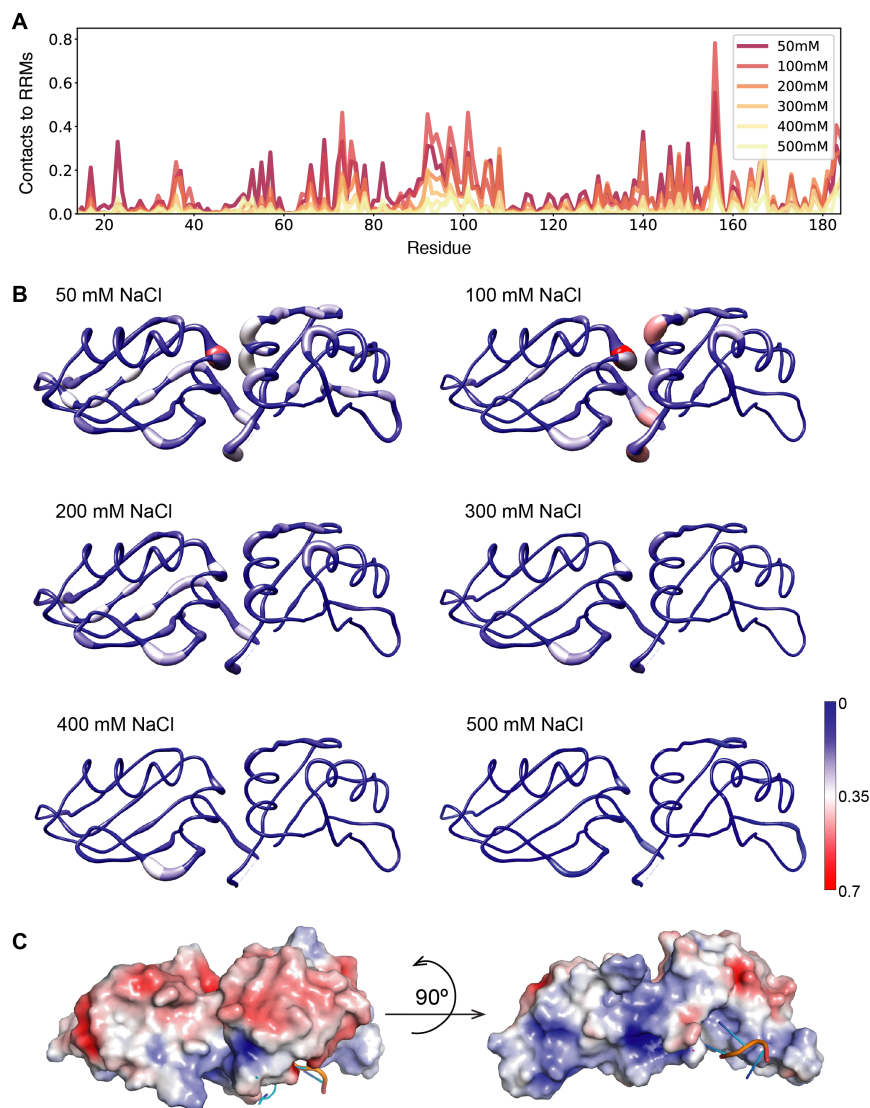 A
Contacts to RRMs
0.8
0.6
0.4
0.2
0.0
20
40
60
80
100
120
140
160
180
Residue
50mM
100mM
200mM
300mM
400mM
500mM
B
50 mM NaCl
100 mM NaCl
200 mM NaCl
300 mM NaCl
400 mM NaCl
500 mM NaCl
0
0.35
0.7
C
90º